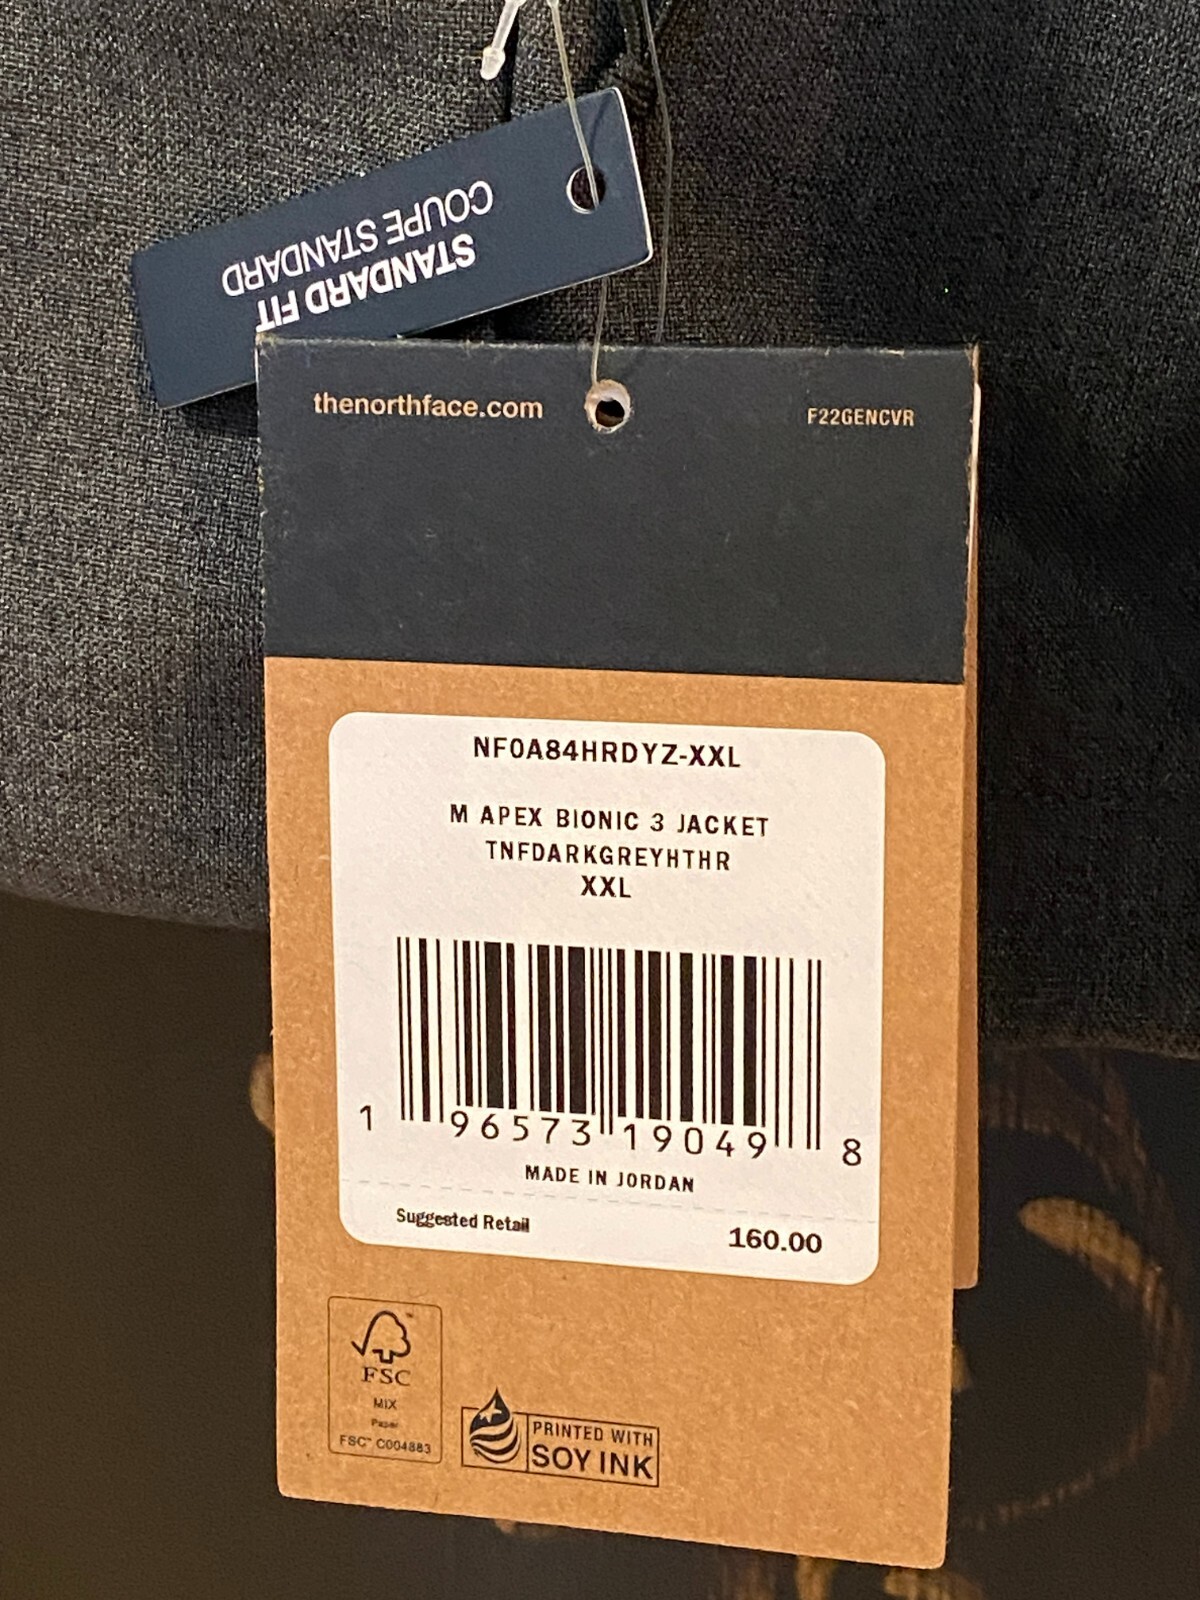 STANDARD FIT
COUPE STANDARD
thenorthface.com
F22GENCVR
NF0A84HRDYZ-XXL
M APEX BIONIC 3 JACKET
TNFDARKGREYHTHR
XXL
1 96573 19049 8
MADE IN JORDAN
Suggested Retail 160.00
FSC
MIX
Paper
FSC™ C004883
PRINTED WITH
SOY INK